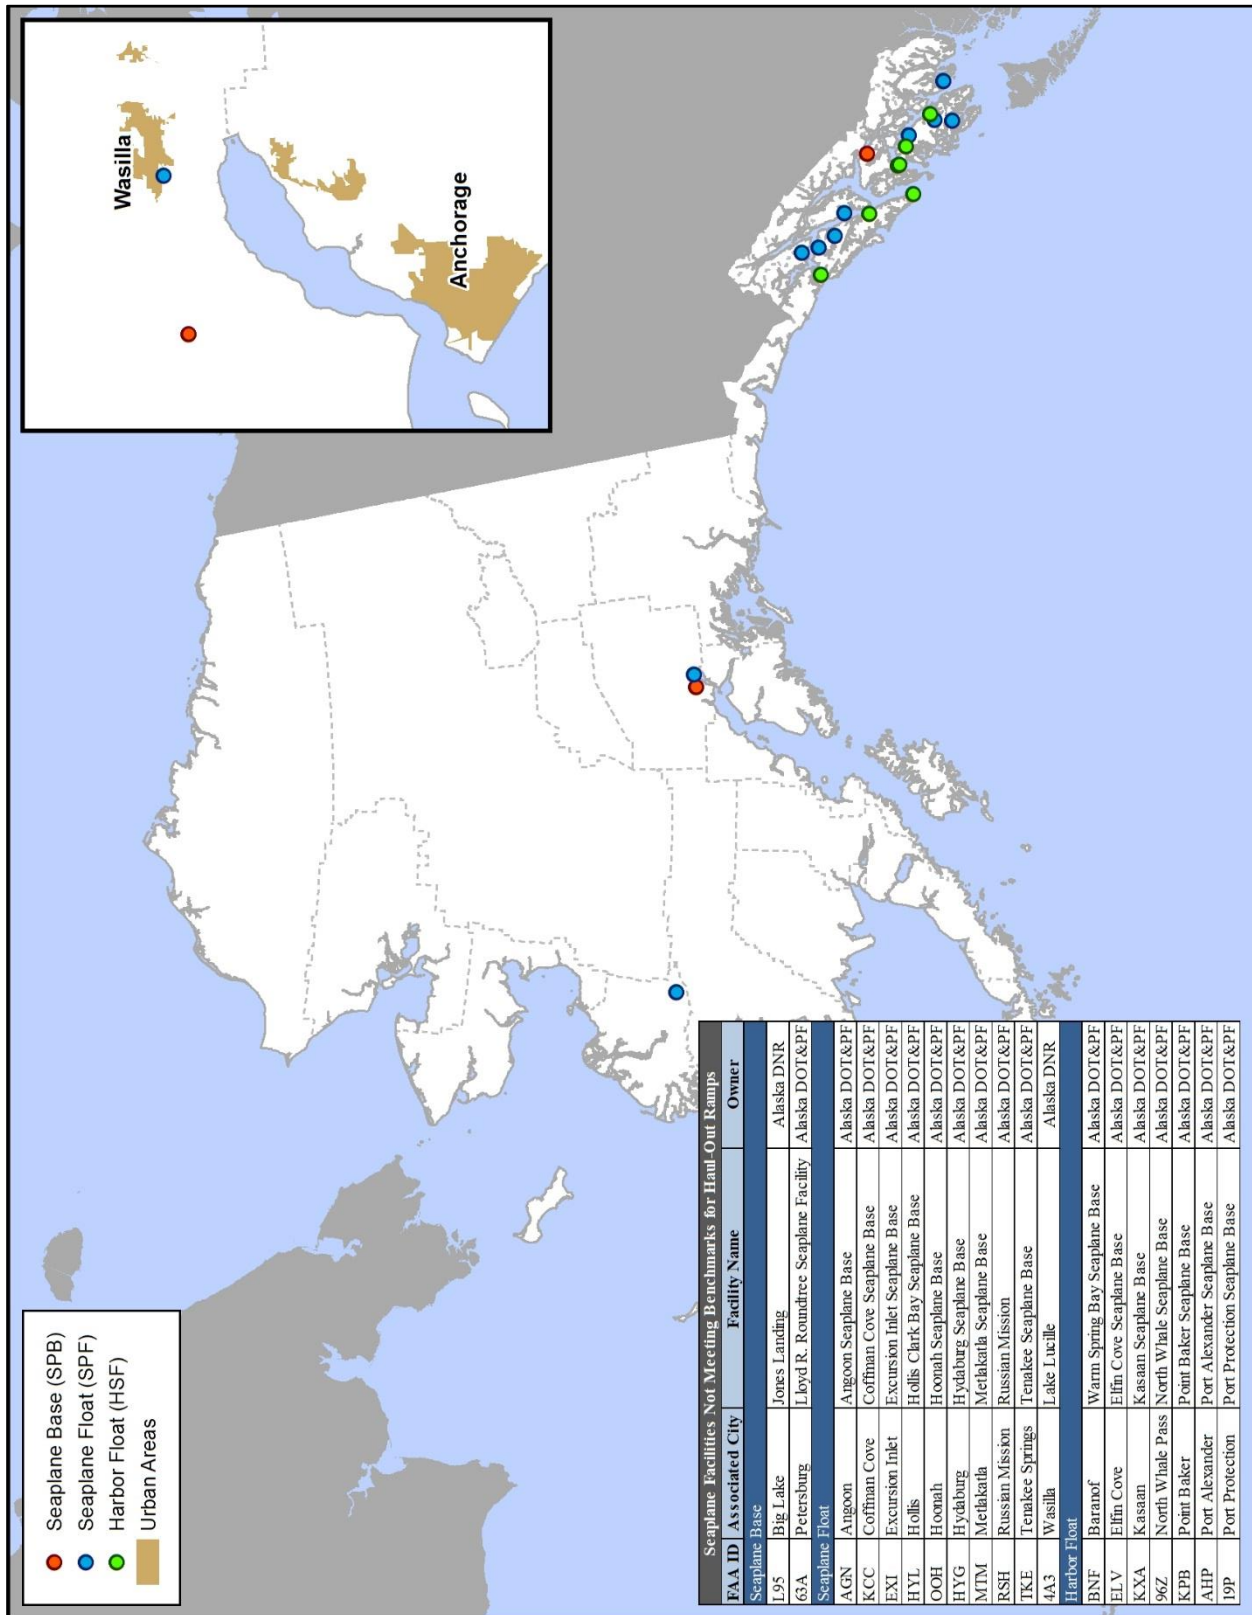 Seaplane Base (SPB)
Seaplane Float (SPF)
Harbor Float (HSF)
Urban Areas
Wasilla
Anchorage
Seaplane Facilities Not Meeting Benchmarks for Haul-Out Ramps
FAA ID Associated City Facility Name Owner
Seaplane Base
L95 Big Lake Jones Landing Alaska DNR
63A Petersburg Lloyd R. Roundtree Seaplane Facility Alaska DOT&PF
Seaplane Float
AGN Angoon Angoon Seaplane Base Alaska DOT&PF
KCC Coffman Cove Coffman Cove Seaplane Base Alaska DOT&PF
EXI Excursion Inlet Excursion Inlet Seaplane Base Alaska DOT&PF
HYL Hollis Hollis Clark Bay Seaplane Base Alaska DOT&PF
OOH Hoonah Hoonah Seaplane Base Alaska DOT&PF
HYG Hydaburg Hydaburg Seaplane Base Alaska DOT&PF
MTM Metlakatla Metlakatla Seaplane Base Alaska DOT&PF
RSH Russian Mission Russian Mission Alaska DOT&PF
TKE Tenakee Springs Tenakee Seaplane Base Alaska DOT&PF
4A3 Wasilla Lake Lucille Alaska DNR
Harbor Float
BNF Baranof Warm Spring Bay Seaplane Base Alaska DOT&PF
ELV Elfin Cove Elfin Cove Seaplane Base Alaska DOT&PF
KXA Kasaan Kasaan Seaplane Base Alaska DOT&PF
96Z North Whale Pass North Whale Seaplane Base Alaska DOT&PF
KPB Point Baker Point Baker Seaplane Base Alaska DOT&PF
AHP Port Alexander Port Alexander Seaplane Base Alaska DOT&PF
19P Port Protection Port Protection Seaplane Base Alaska DOT&PF